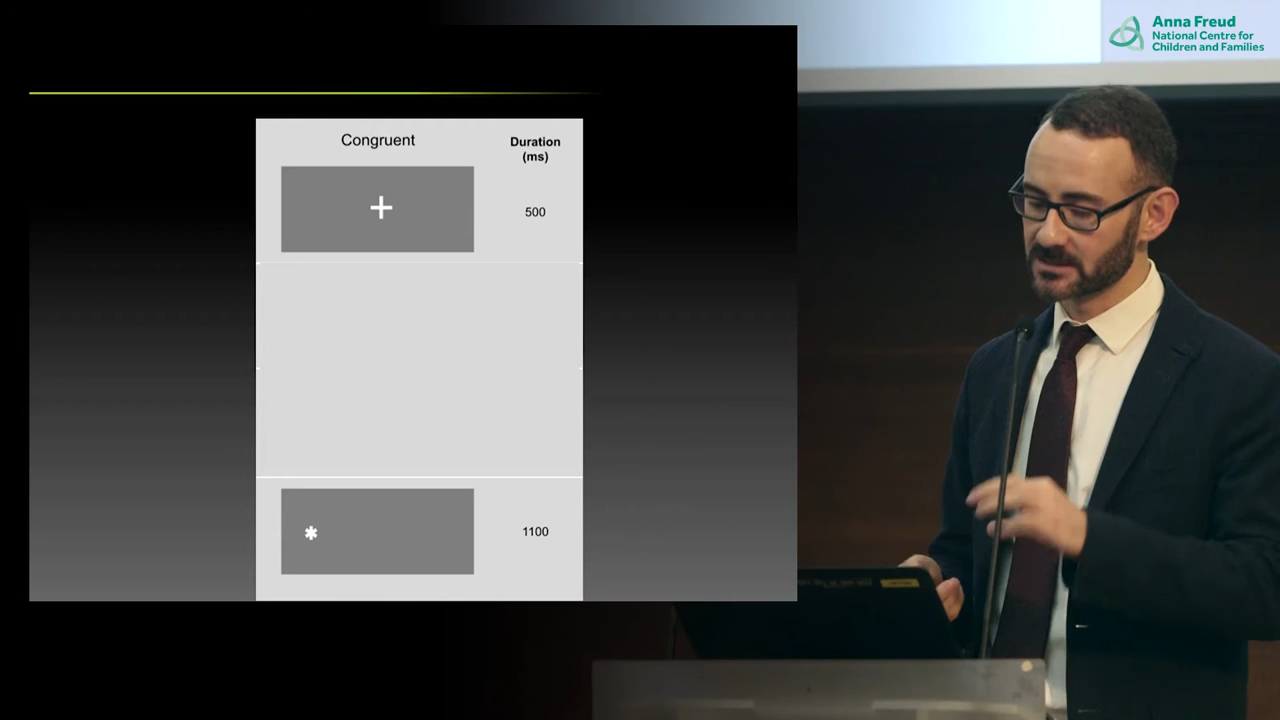 Anna Freud
National Centre for
Children and Families
Congruent
Duration
(ms)
+
500
*
1100